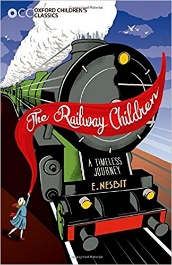 OXFORD CHILDREN'S
CLASSICS
The Railway Children
A TIMELESS
JOURNEY
E. NESBIT